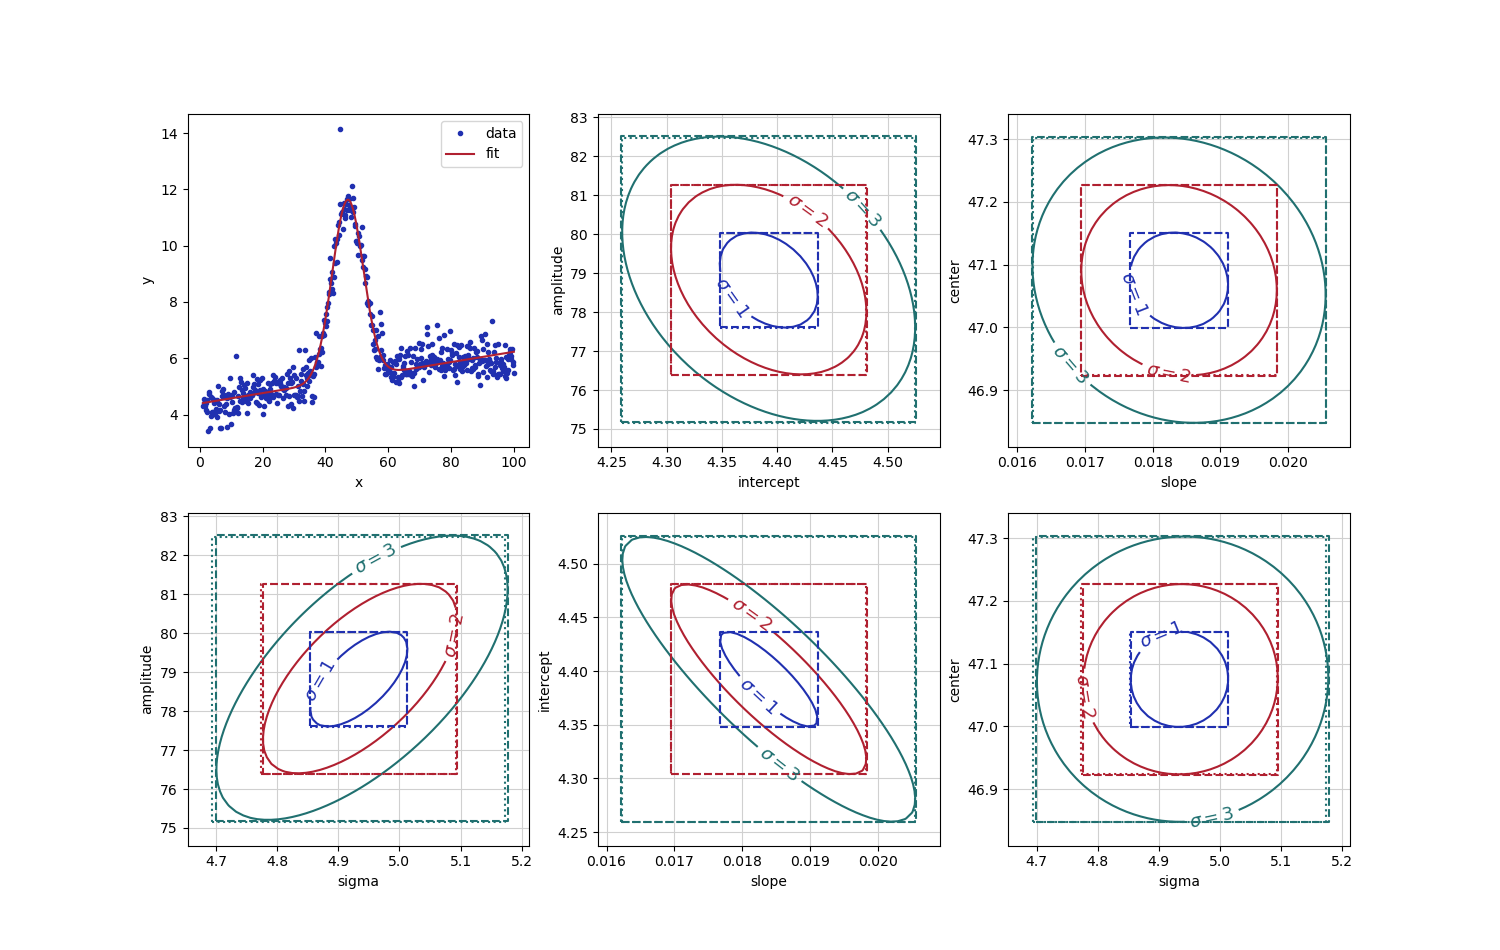 14
12
10
8
6
4
0 20 40 60 80 100
x
y
data
fit
83
82
81
80
79
78
77
76
75
4.25 4.30 4.35 4.40 4.45 4.50
intercept
amplitude
σ = 1
σ = 2
σ = 3
47.3
47.2
47.1
47.0
46.9
0.016 0.017 0.018 0.019 0.020
slope
center
σ = 1
σ = 2
σ = 3
83
82
81
80
79
78
77
76
75
4.7 4.8 4.9 5.0 5.1 5.2
sigma
amplitude
σ = 1
σ = 2
σ = 3
4.50
4.45
4.40
4.35
4.30
4.25
0.016 0.017 0.018 0.019 0.020
slope
intercept
σ = 1
σ = 2
σ = 3
47.3
47.2
47.1
47.0
46.9
4.7 4.8 4.9 5.0 5.1 5.2
sigma
center
σ = 1
σ = 2
σ = 3